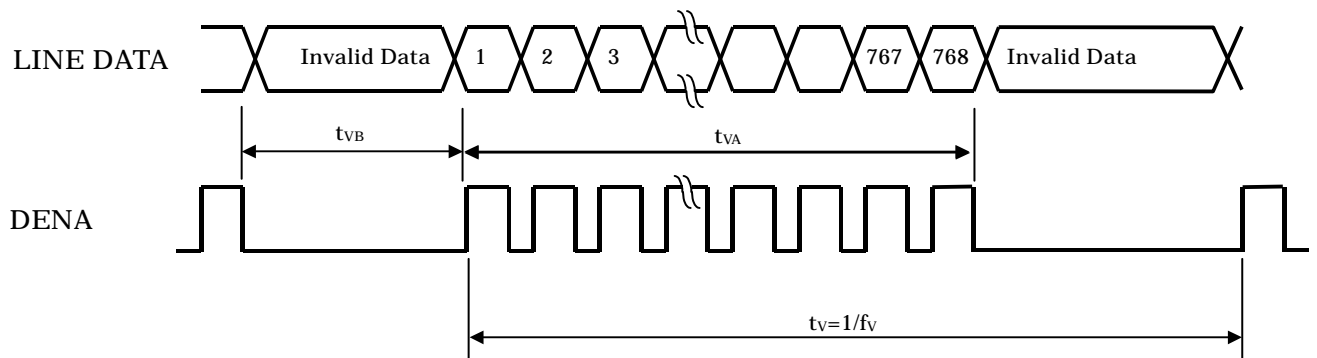 LINE DATA Invalid Data 1 2 3 767 768 Invalid Data
tVB tVA
DENA
tV=1/fV